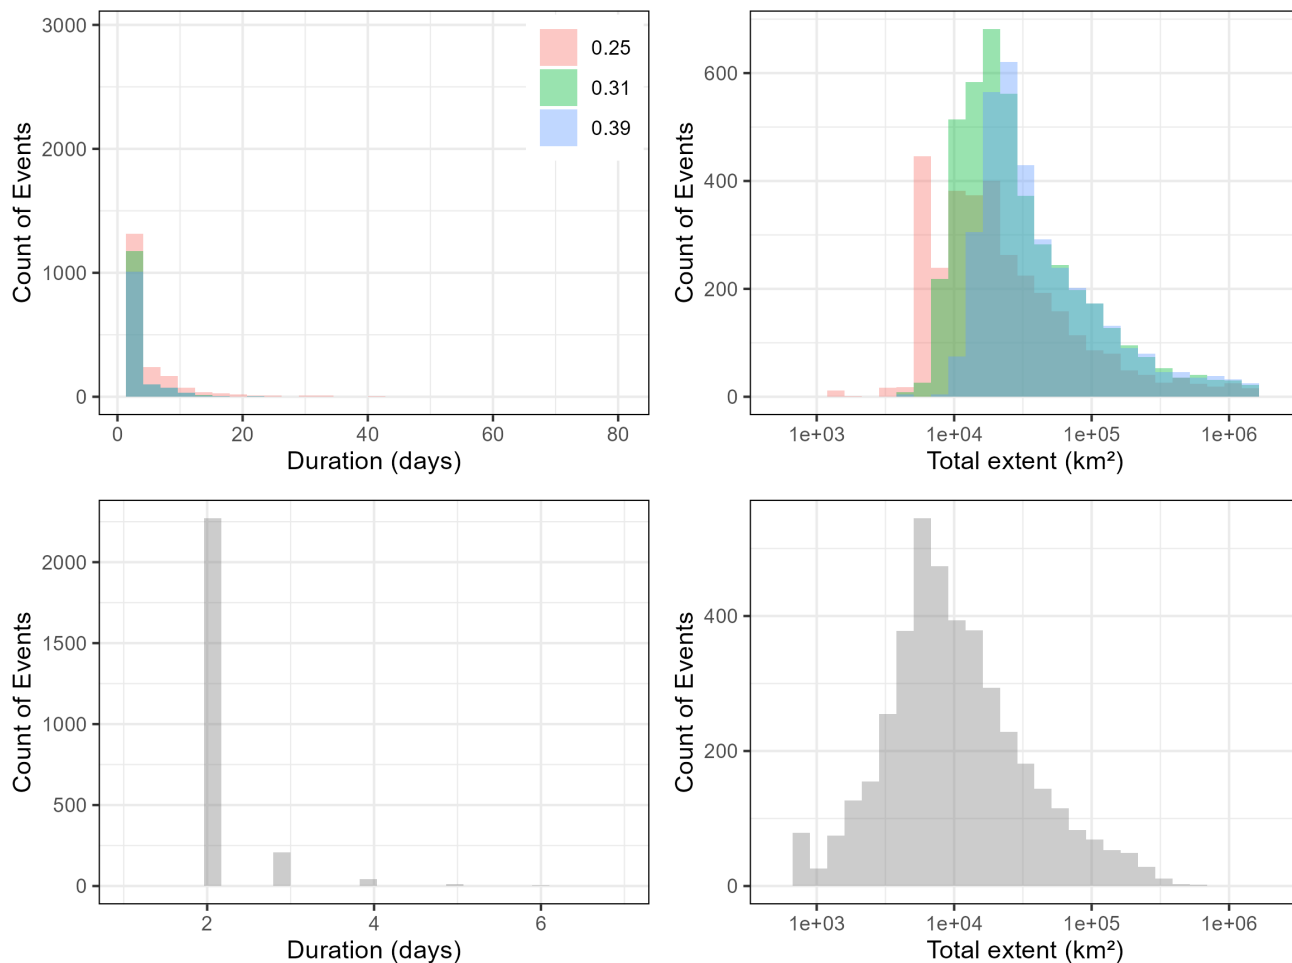 3000
2000
1000
0
Count of Events
0.25
0.31
0.39
0 20 40 60 80
Duration (days)
600
400
200
0
Count of Events
1e+03 1e+04 1e+05 1e+06
Total extent (km²)
2000
1500
1000
500
0
Count of Events
2 4 6
Duration (days)
400
200
0
Count of Events
1e+03 1e+04 1e+05 1e+06
Total extent (km²)